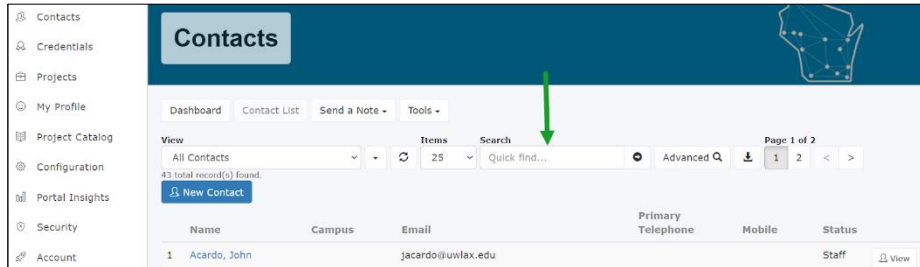 Contacts
Credentials
Projects
My Profile
Project Catalog
Configuration
Portal Insights
Security
Account
Contacts
Dashboard Contact List Send a Note Tools
View Items Search Page 1 of 2
All Contacts 25 Quick find... Advanced 1 2 < >
43 total record(s) found.
New Contact
Name Campus Email Primary Telephone Mobile Status
1 Acardo, John jacardo@uwlax.edu Staff View